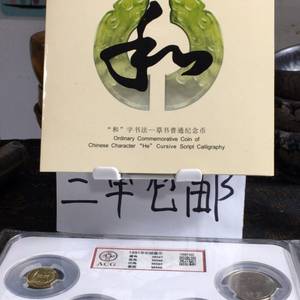 和
“和”字书法—草书普通纪念币
Ordinary Commemorative Coin of
Chinese Character "He" Cursive Script Calligraphy
三半包邮
ACG